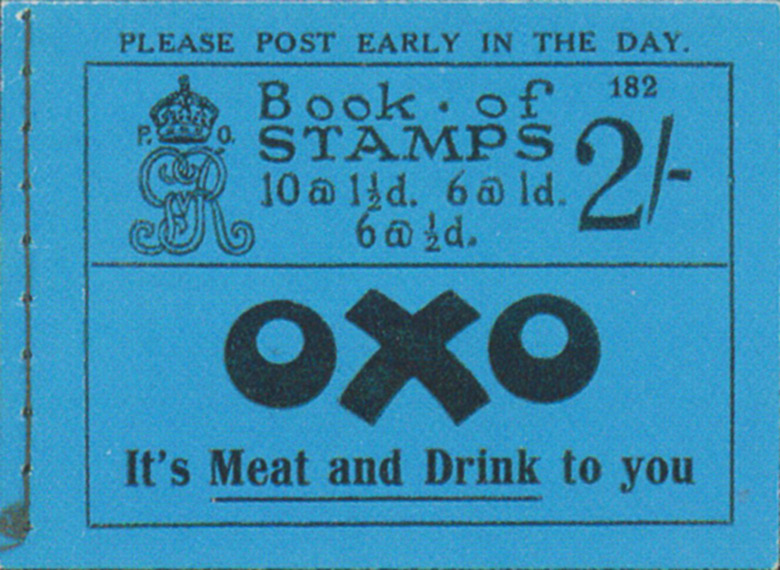 PLEASE POST EARLY IN THE DAY.
182
Book · of
STAMPS
2/-
P. O.
GR
10@1½d. 6@1d.
6@½d.
OXO
It's Meat and Drink to you